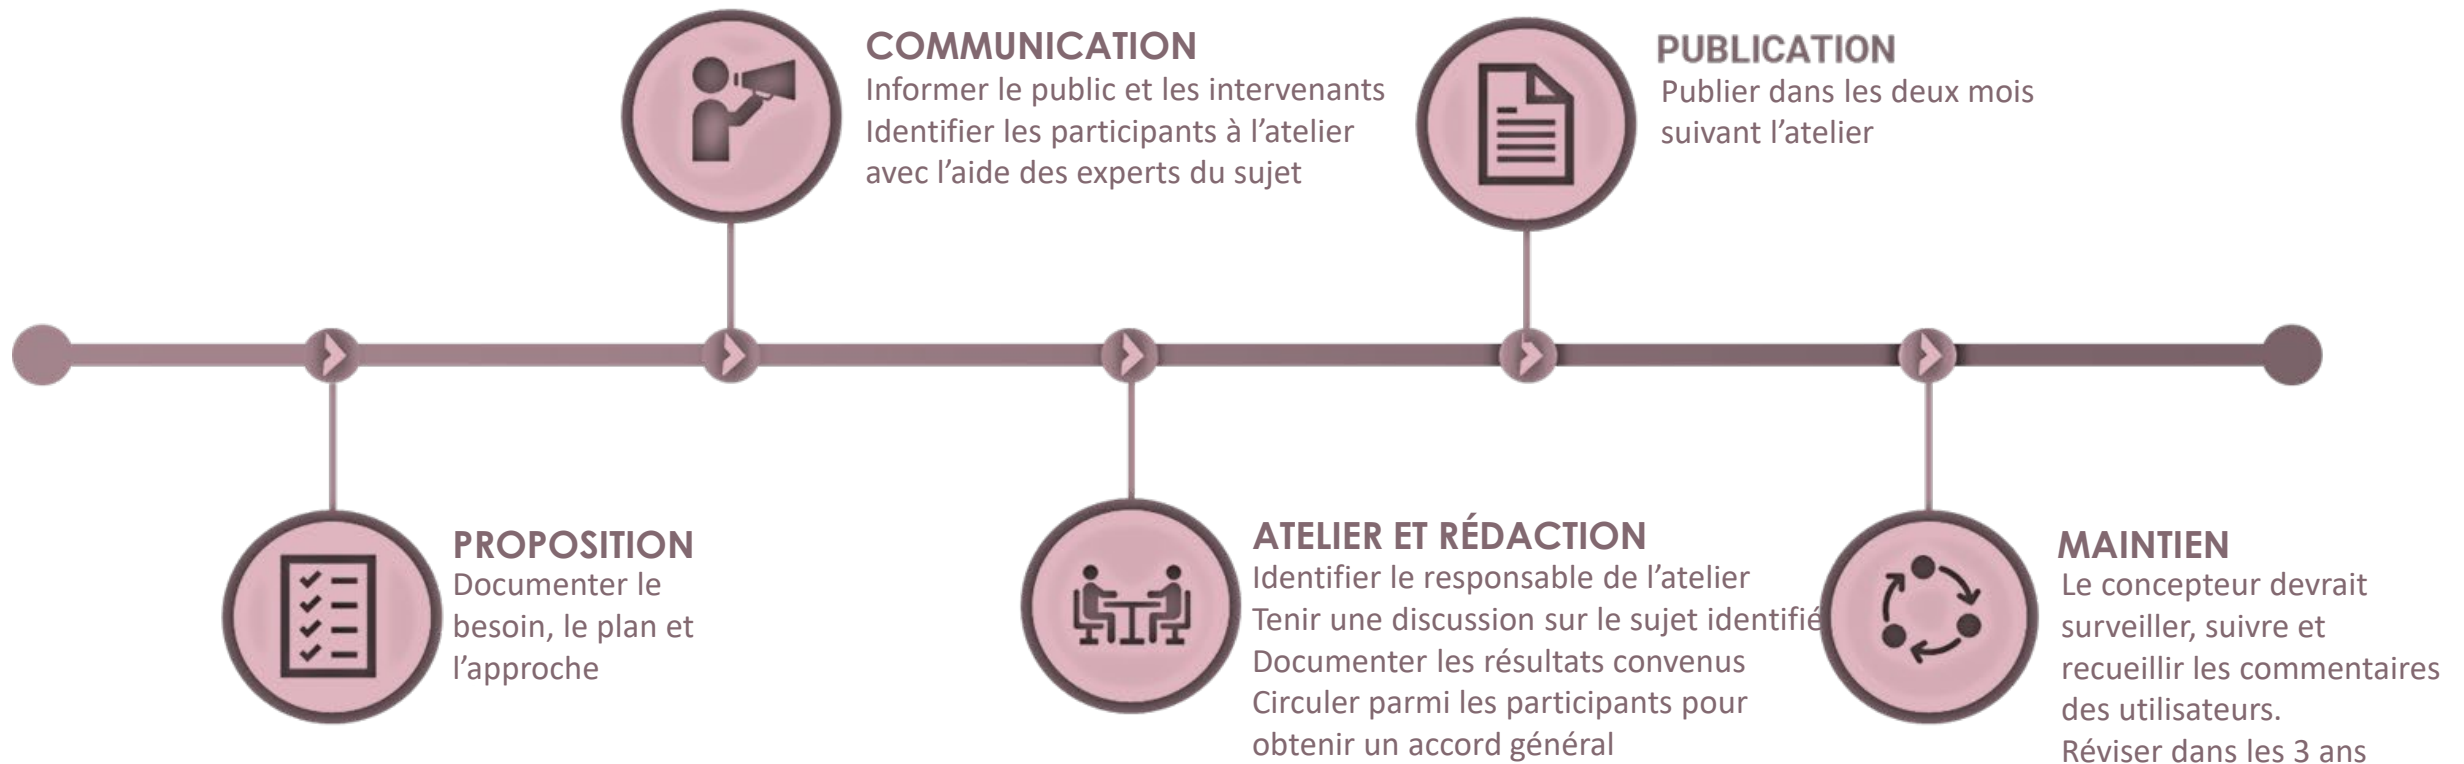 COMMUNICATION
Informer le public et les intervenants
Identifier les participants à l’atelier
avec l’aide des experts du sujet
PUBLICATION
Publier dans les deux mois
suivant l’atelier
PROPOSITION
Documenter le
besoin, le plan et
l’approche
ATELIER ET RÉDACTION
Identifier le responsable de l’atelier
Tenir une discussion sur le sujet identifié
Documenter les résultats convenus
Circuler parmi les participants pour
obtenir un accord général
MAINTIEN
Le concepteur devrait
surveiller, suivre et
recueillir les commentaires
des utilisateurs.
Réviser dans les 3 ans